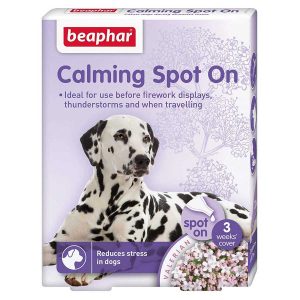 beaphar
Calming Spot On
• Ideal for use before firework displays,
thunderstorms and when travelling
spot
on
3
weeks'
cover
VALERIAN
Reduces stress
in dogs